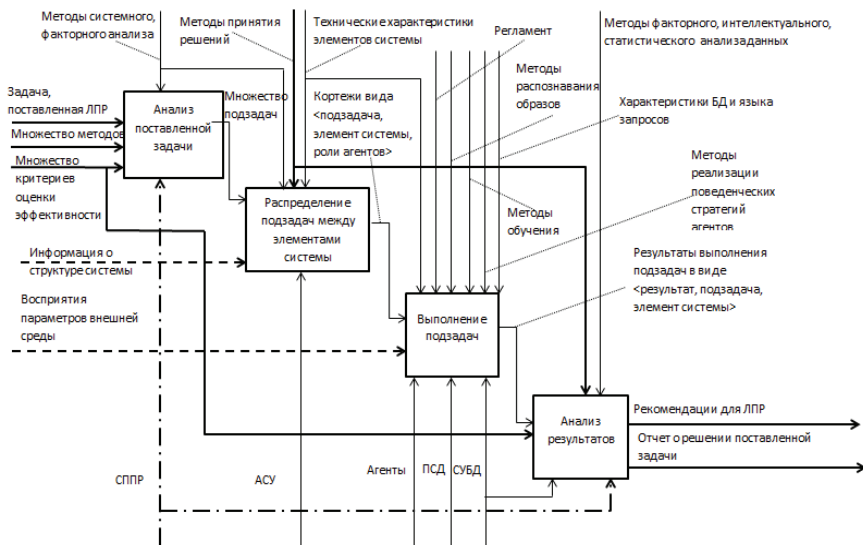 Методы системного,
факторного анализа
Методы принятия
решений
Технические характеристики
элементов системы
Регламент
Методы факторного, интеллектуального,
статистического анализаданных
Задача,
поставленная ЛПР
Множество методов
Множество
критериев
оценки
эффективности
Анализ
поставленной
задачи
Множество
подзадач
Кортежи вида
<подзадача,
элемент системы,
роли агентов>
Методы
распознавания
образов
Характеристики БД и языка
запросов
Методы
реализации
поведенческих
стратегий
агентов
Распределение
подзадач между
элементами
системы
Методы
обучения
Информация о
структуре системы
Результаты выполнения
подзадач в виде
<результат, подзадача,
элемент системы>
Восприятия
параметров внешней
среды
Выполнение
подзадач
Анализ
результатов
Рекомендации для ЛПР
Отчет о решении поставленной
задачи
СППР
АСУ
Агенты
ПСД
СУБД